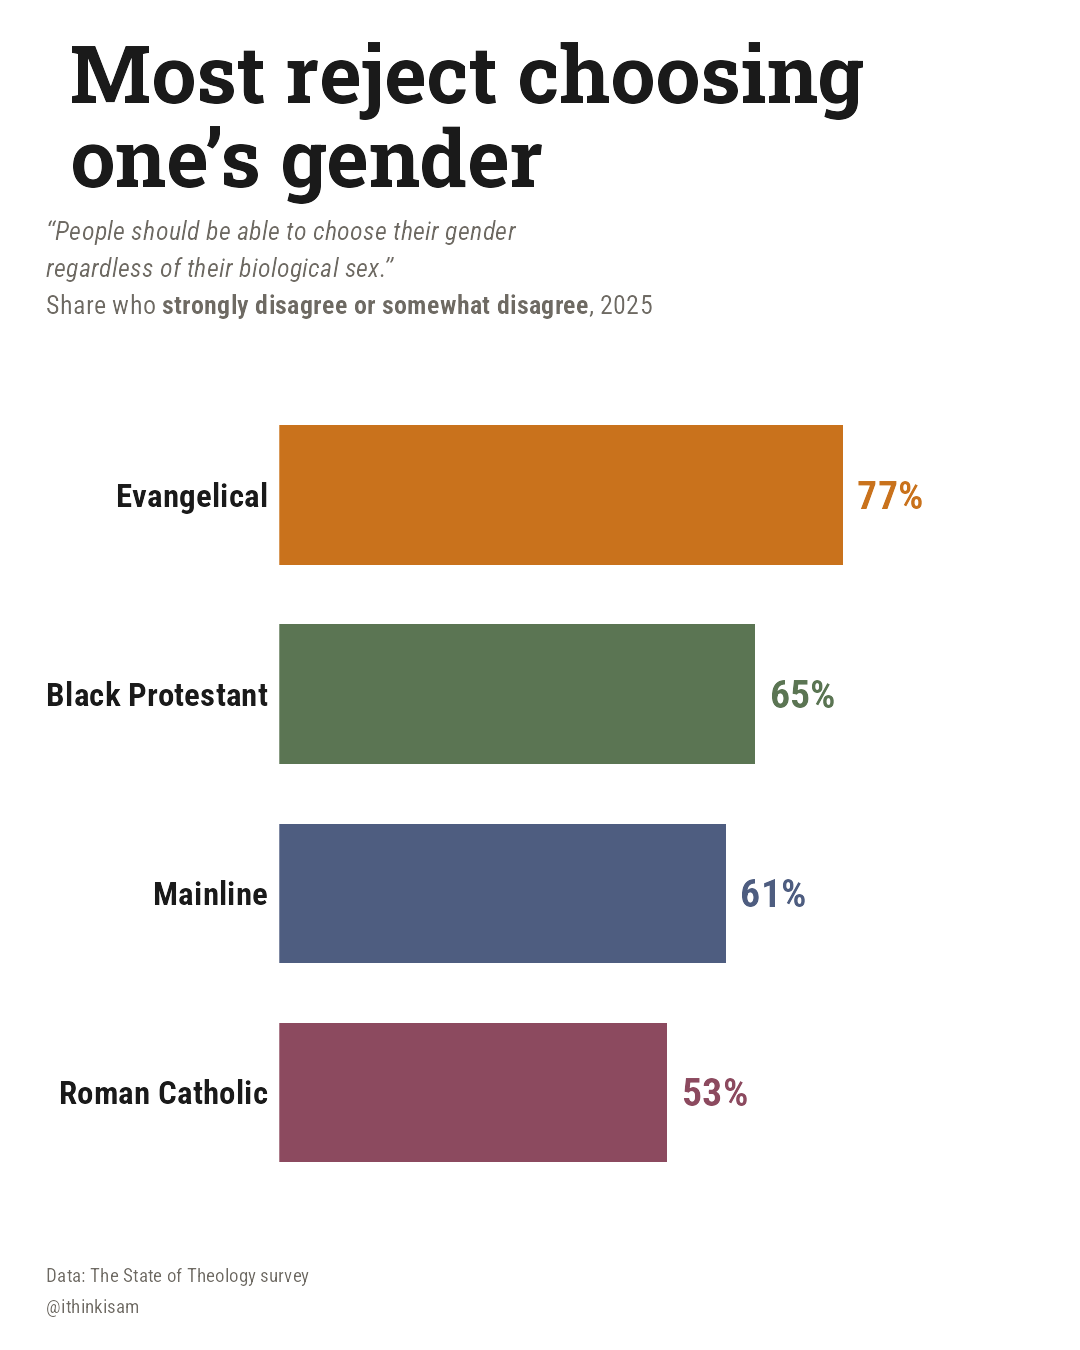 Most reject choosing
one’s gender
“People should be able to choose their gender
regardless of their biological sex.”
Share who strongly disagree or somewhat disagree, 2025
Evangelical
77%
Black Protestant
65%
Mainline
61%
Roman Catholic
53%
Data: The State of Theology survey
@ithinkisam